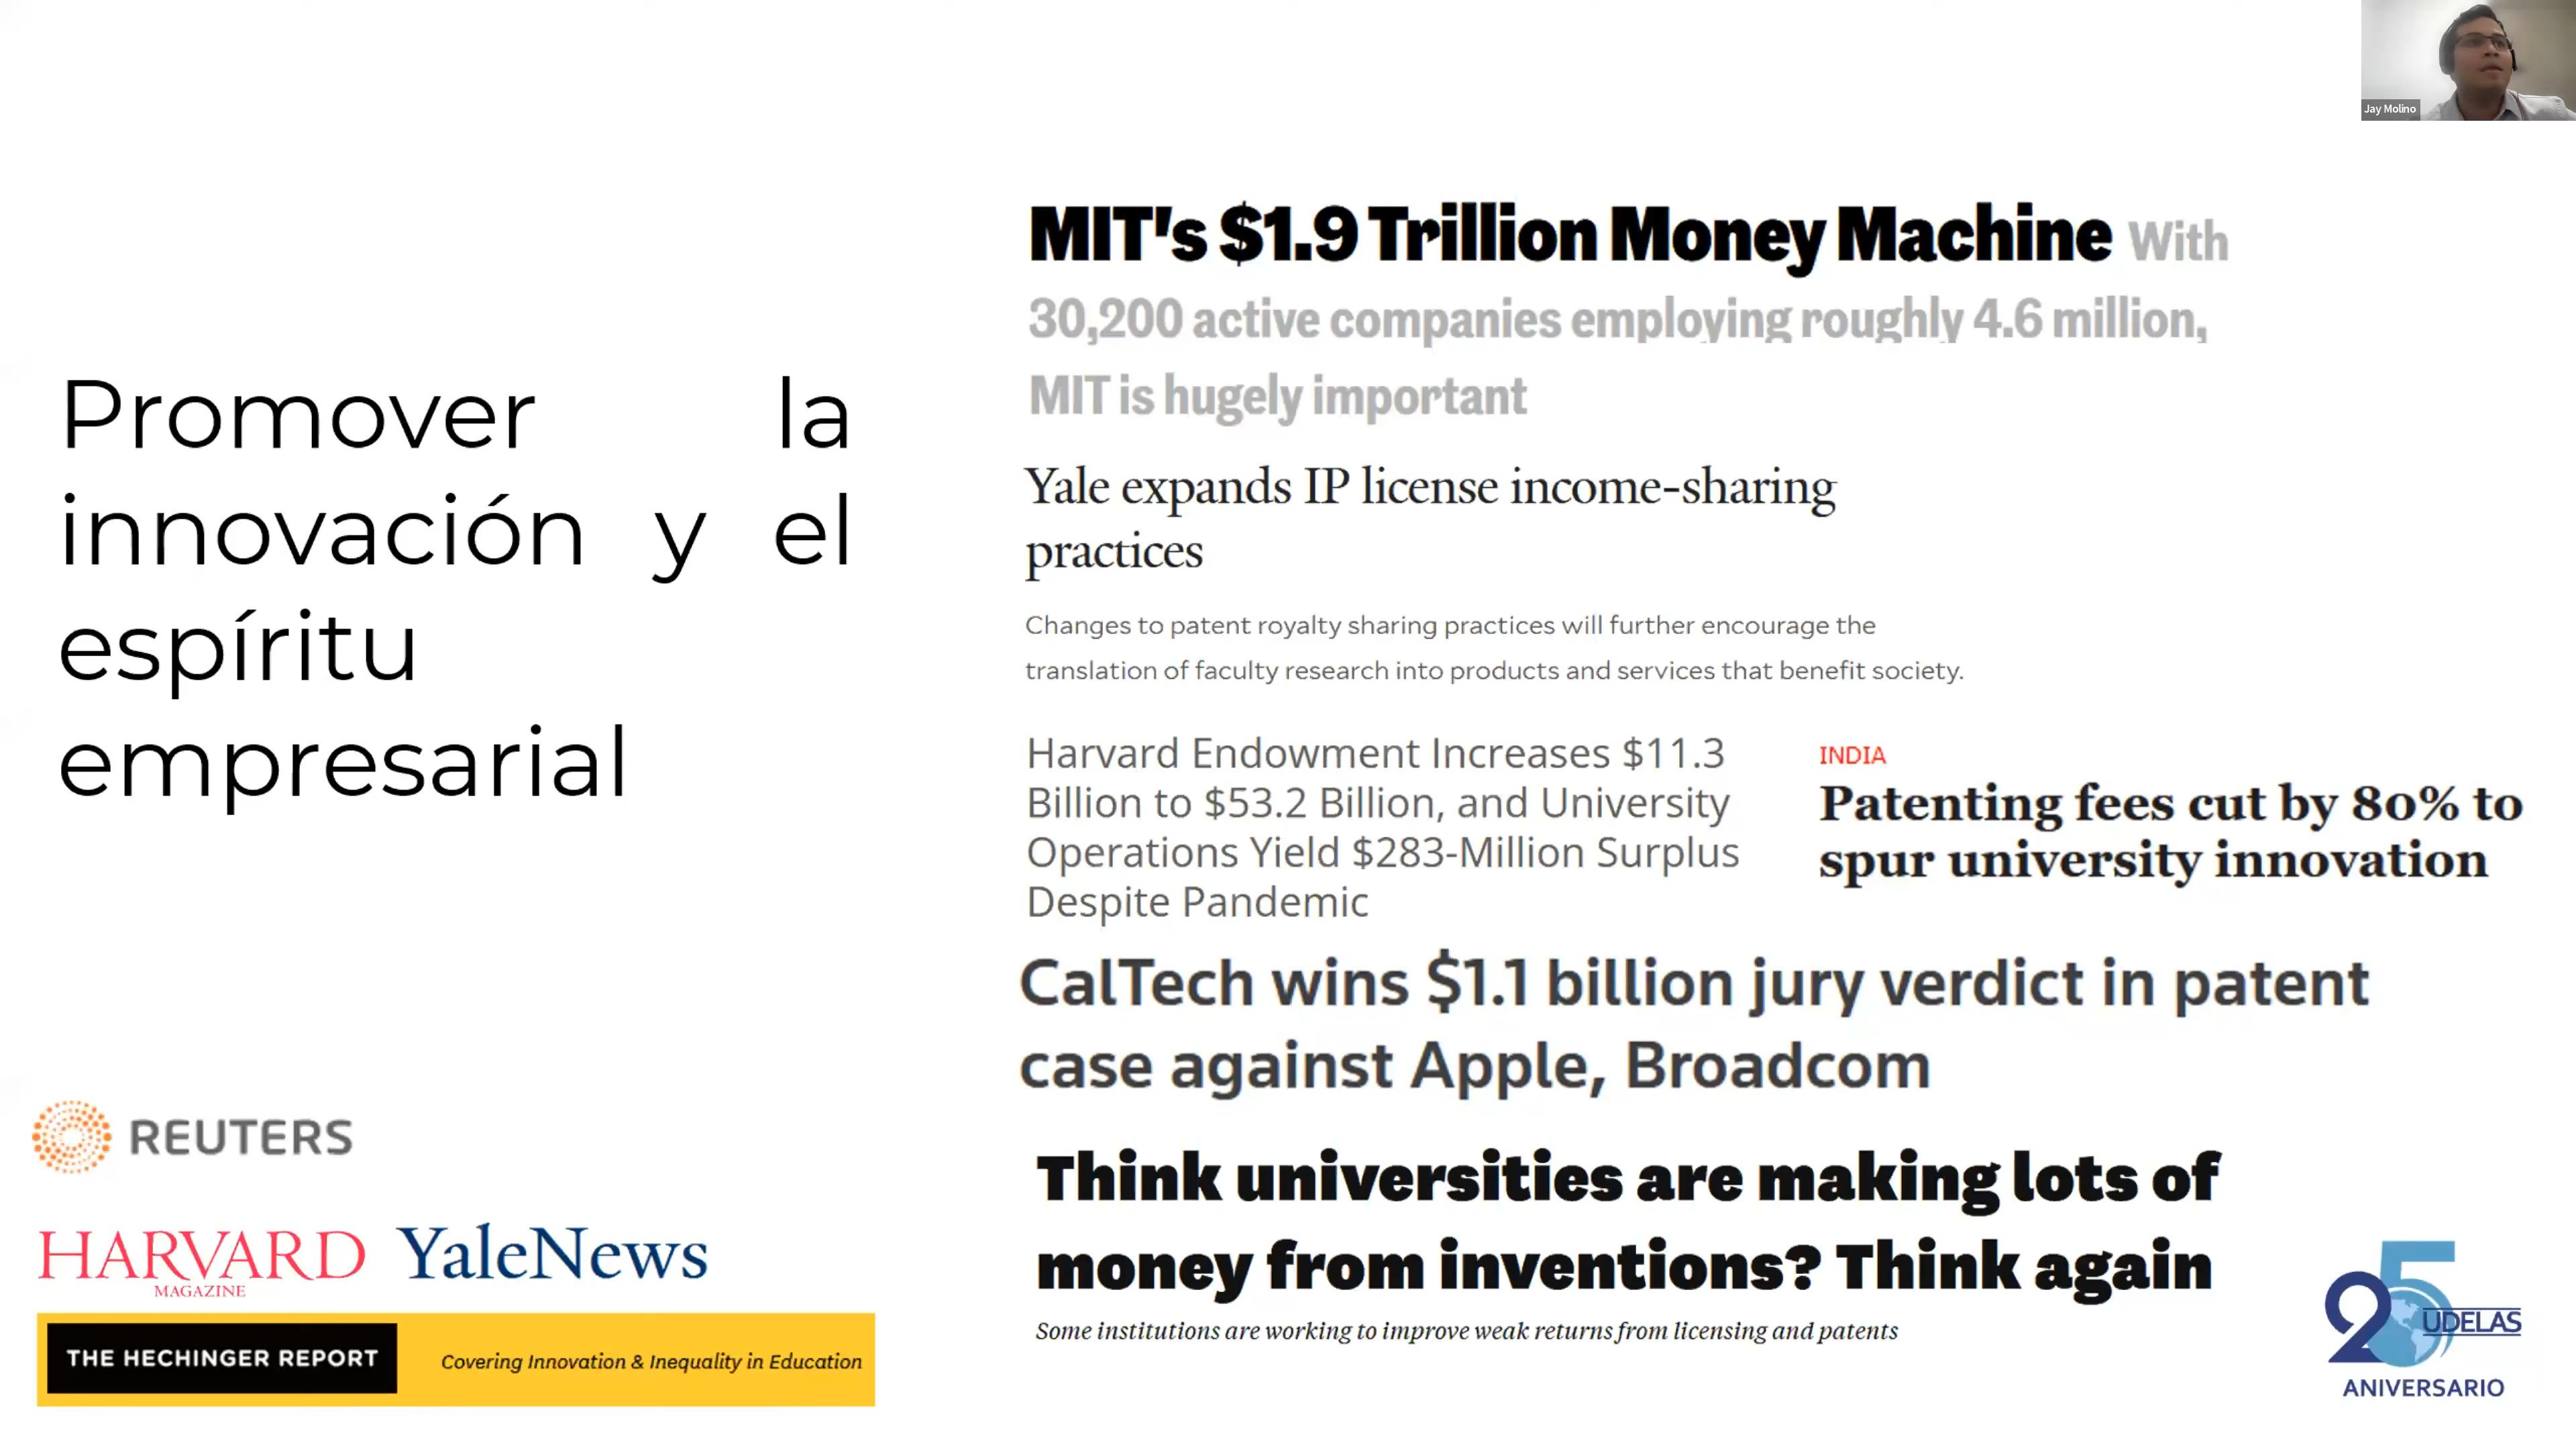 Jay Molino
Promover la
innovación y el
espíritu
empresarial
MIT's $1.9 Trillion Money Machine With
30,200 active companies employing roughly 4.6 million,
MIT is hugely important
Yale expands IP license income-sharing
practices
Changes to patent royalty sharing practices will further encourage the
translation of faculty research into products and services that benefit society.
Harvard Endowment Increases $11.3
Billion to $53.2 Billion, and University
Operations Yield $283-Million Surplus
Despite Pandemic
INDIA
Patenting fees cut by 80% to
spur university innovation
CalTech wins $1.1 billion jury verdict in patent
case against Apple, Broadcom
Think universities are making lots of
money from inventions? Think again
Some institutions are working to improve weak returns from licensing and patents
REUTERS
HARVARD
MAGAZINE
YaleNews
THE HECHINGER REPORT
Covering Innovation & Inequality in Education
25
UDELAS
ANIVERSARIO